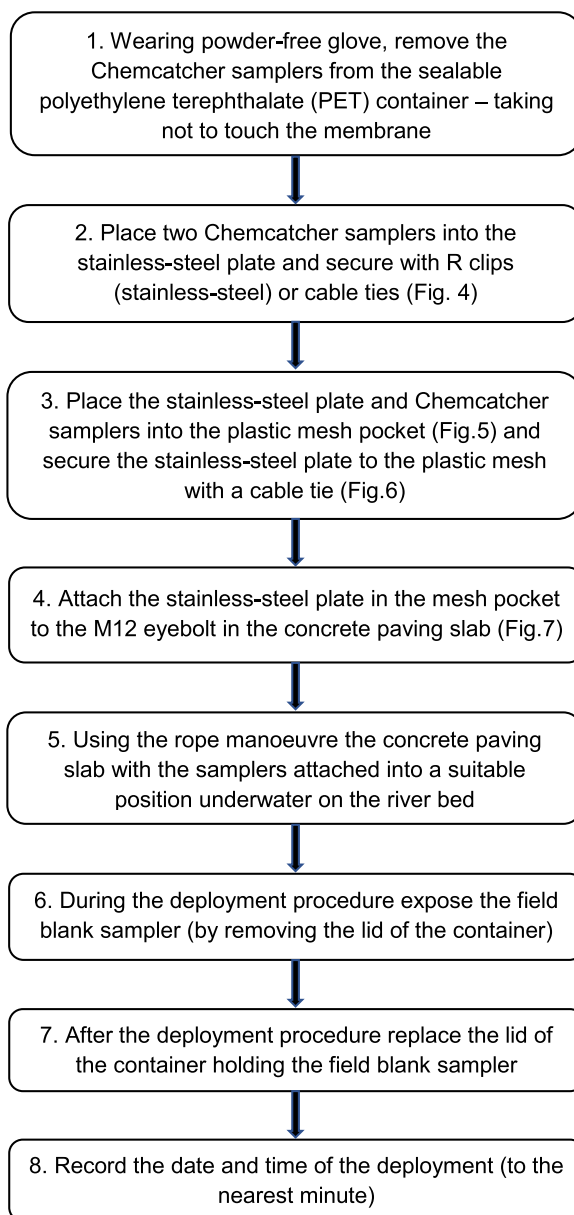 1. Wearing powder-free glove, remove the
Chemcatcher samplers from the sealable
polyethylene terephthalate (PET) container – taking
not to touch the membrane
2. Place two Chemcatcher samplers into the
stainless-steel plate and secure with R clips
(stainless-steel) or cable ties (Fig. 4)
3. Place the stainless-steel plate and Chemcatcher
samplers into the plastic mesh pocket (Fig.5) and
secure the stainless-steel plate to the plastic mesh
with a cable tie (Fig.6)
4. Attach the stainless-steel plate in the mesh pocket
to the M12 eyebolt in the concrete paving slab (Fig.7)
5. Using the rope manoeuvre the concrete paving
slab with the samplers attached into a suitable
position underwater on the river bed
6. During the deployment procedure expose the field
blank sampler (by removing the lid of the container)
7. After the deployment procedure replace the lid of
the container holding the field blank sampler
8. Record the date and time of the deployment (to the
nearest minute)